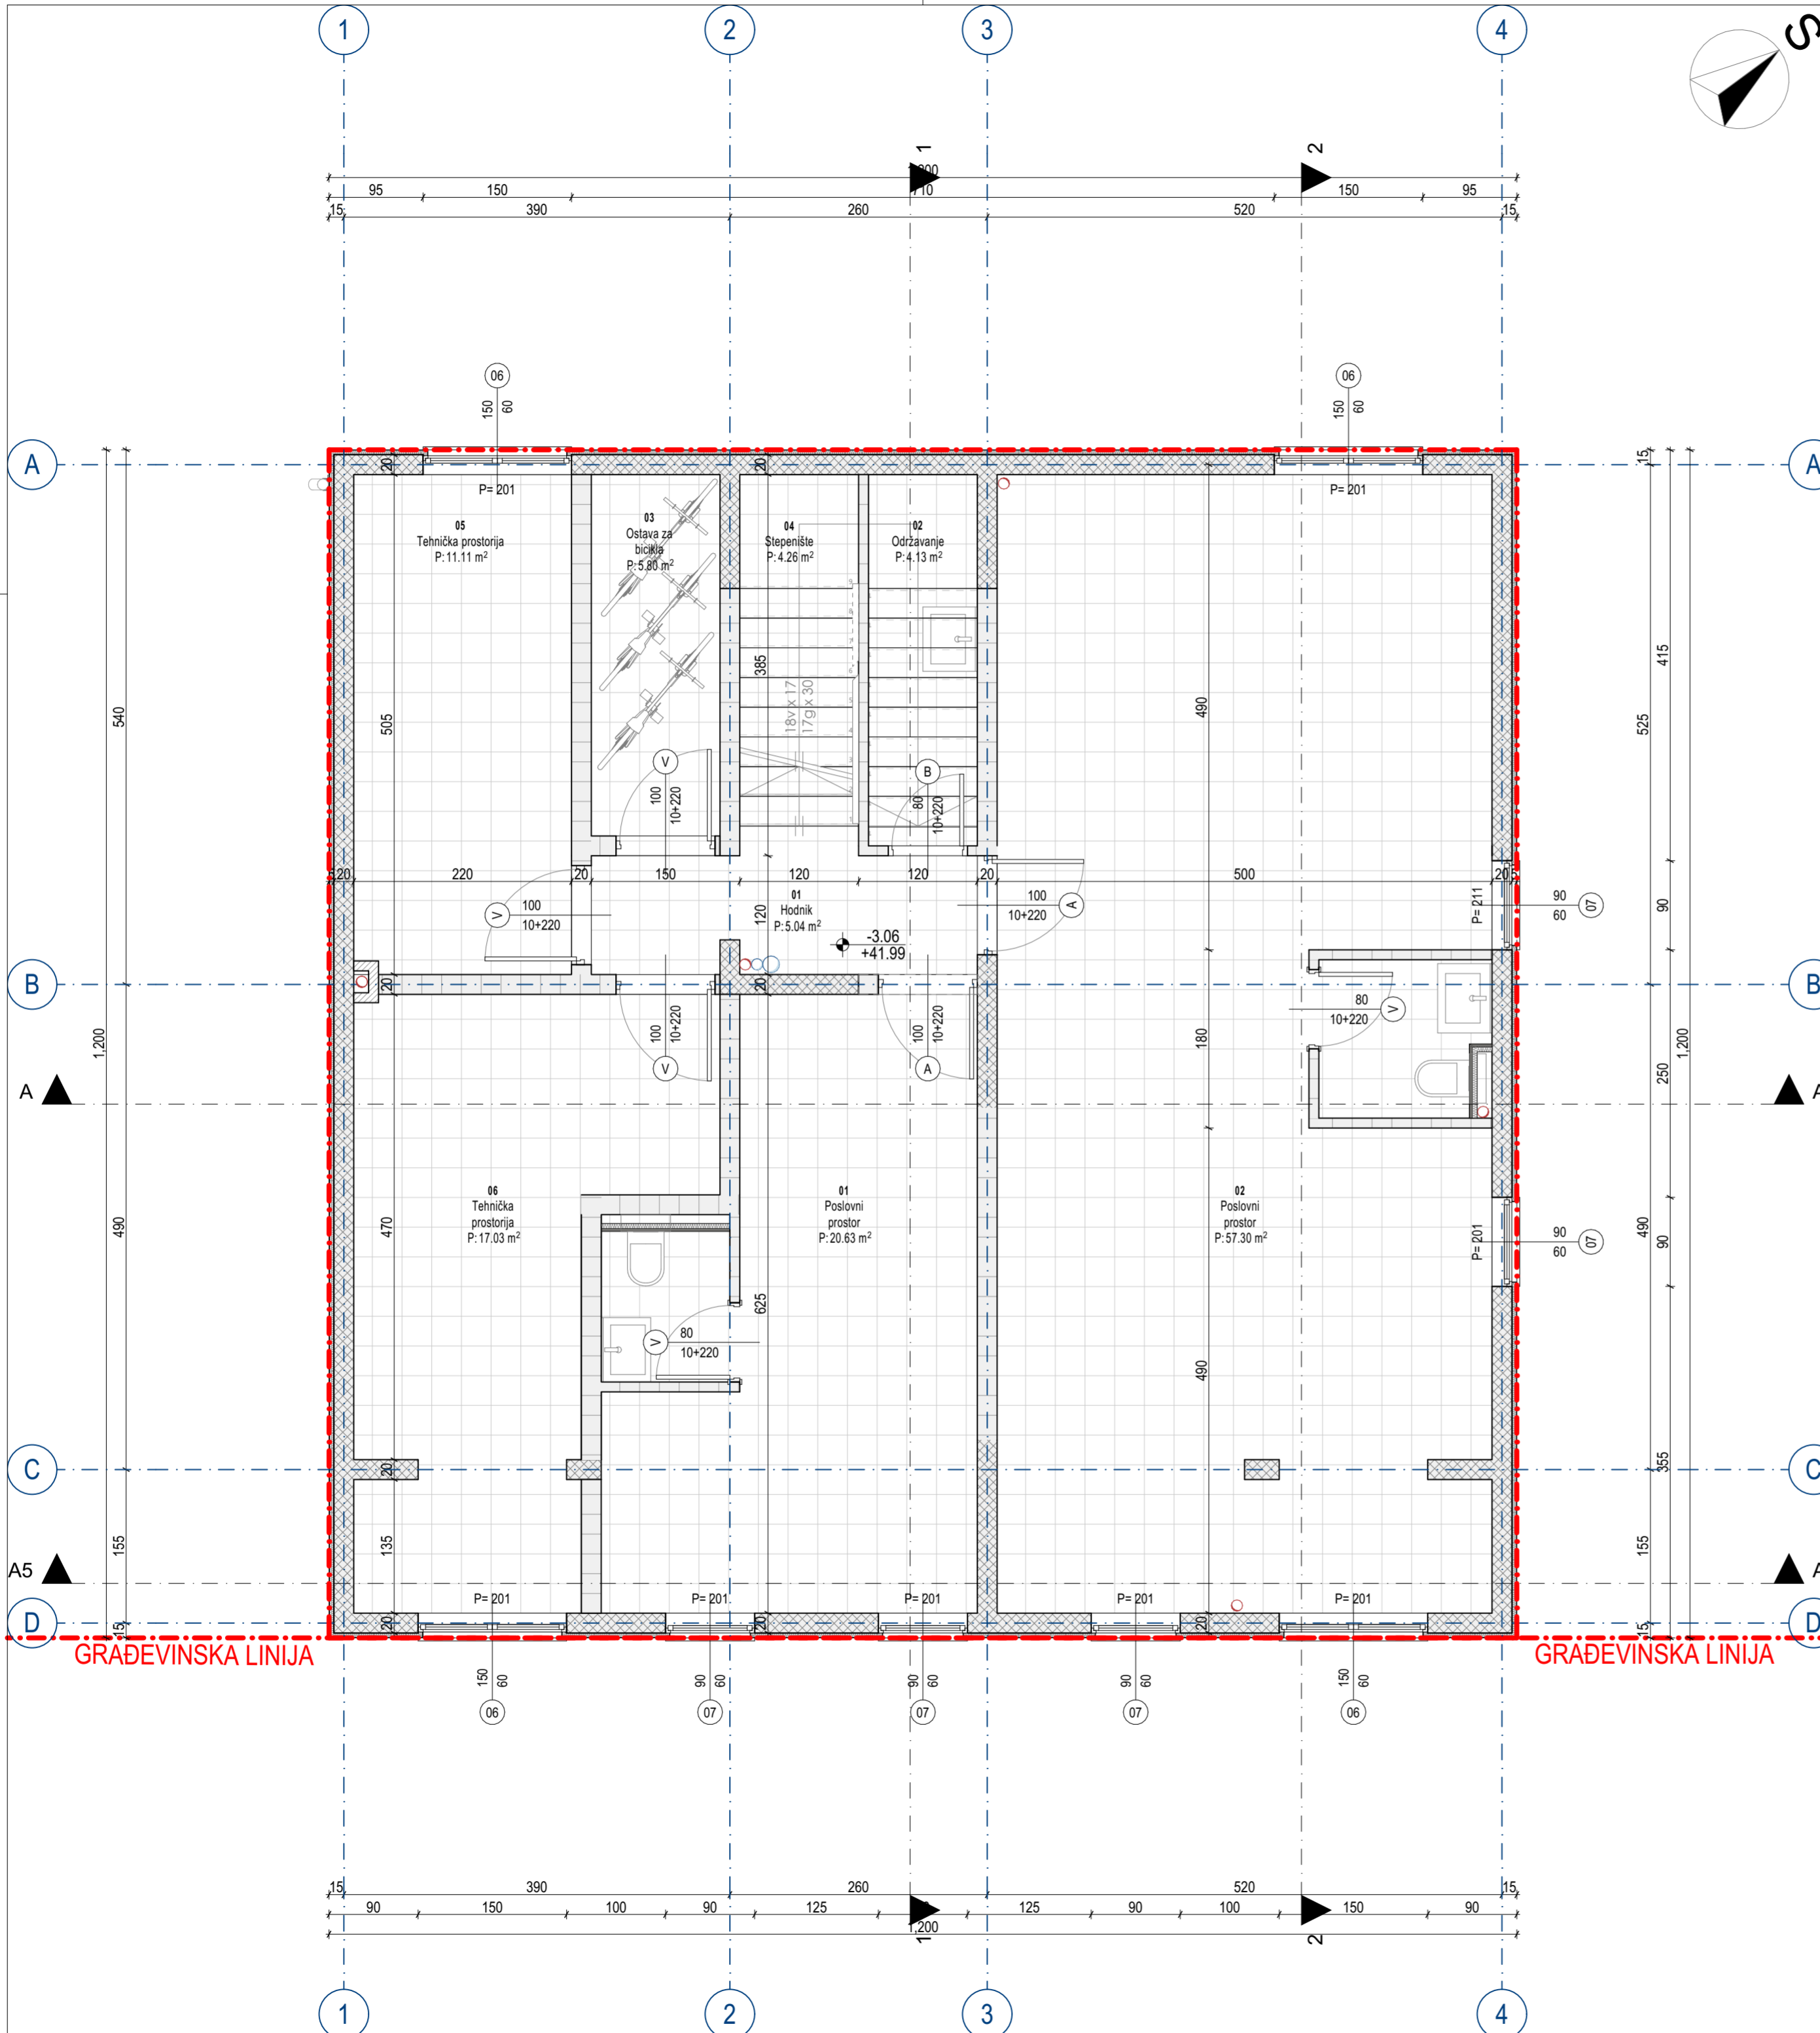 1 2 3 4
S
1 2
95 150 710 150 95
15 390 260 520 15
06 06
150 60 150 60
A A
20 20 15
P= 201 P= 201
05
Tehnička prostorija
P: 11.11 m²
03
Ostava za
bicikla
P: 5.80 m²
04
Stepenište
P: 4.26 m²
02
Održavanje
P: 4.13 m²
385
18v x 17
17g x 30
490
415
540 505 525
V
100
10+220
B
80
10+220
20 220 20 150 120 120 20 500 20 5
V
100
10+220
01
Hodnik
P: 5.04 m²
120
100
10+220
A
P= 211
90
60
07
90
-3.06
+41.99
B B
20 20
100
10+220
V
100
10+220
A
80
10+220
V
180
1,200 1,200
250
A
06
Tehnička
prostorija
P: 17.03 m²
01
Poslovni
prostor
P: 20.63 m²
02
Poslovni
prostor
P: 57.30 m²
490 470 490
P= 201
90
60
07
90
625
V
80
10+220
490
C C
20 355
155 135 155
A5
P= 201 P= 201 P= 201 P= 201 P= 201
D D
15 20 20 20 15
GRAĐEVINSKA LINIJA GRAĐEVINSKA LINIJA
150 60 90 60 90 60 90 60 150 60
06 07 07 07 06
15 390 260 520 15
90 150 100 90 125 125 90 100 150 90
1,200
1 2
1 2 3 4